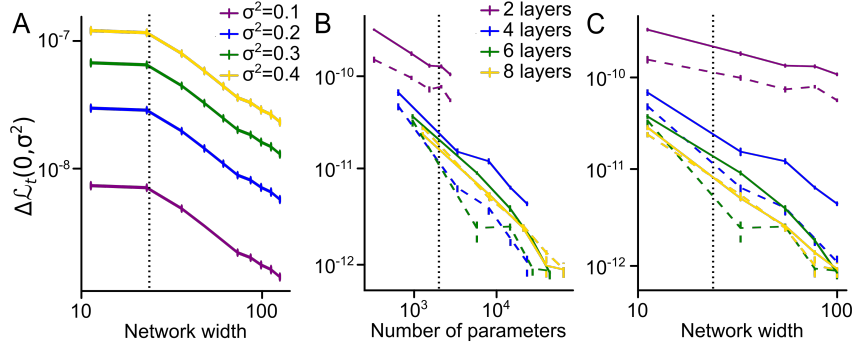 A
B
C
σ²=0.1
σ²=0.2
σ²=0.3
σ²=0.4
2 layers
4 layers
6 layers
8 layers
Δℒₜ(0,σ²)
10⁻⁷
10⁻⁸
10
100
Network width
10⁻¹⁰
10⁻¹¹
10⁻¹²
10³
10⁴
Number of parameters
10⁻¹⁰
10⁻¹¹
10⁻¹²
10
100
Network width